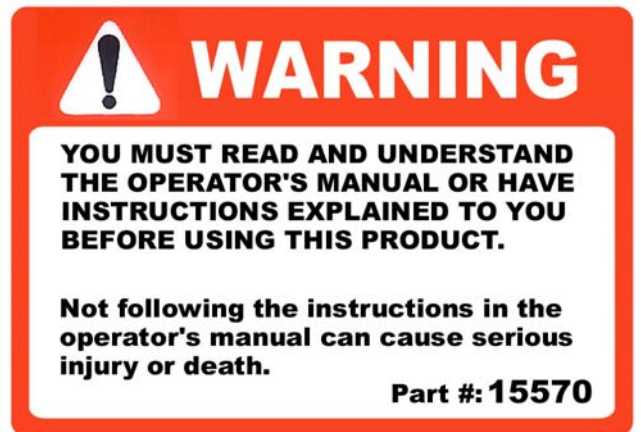 WARNING
YOU MUST READ AND UNDERSTAND
THE OPERATOR'S MANUAL OR HAVE
INSTRUCTIONS EXPLAINED TO YOU
BEFORE USING THIS PRODUCT.
Not following the instructions in the
operator's manual can cause serious
injury or death.
Part #: 15570